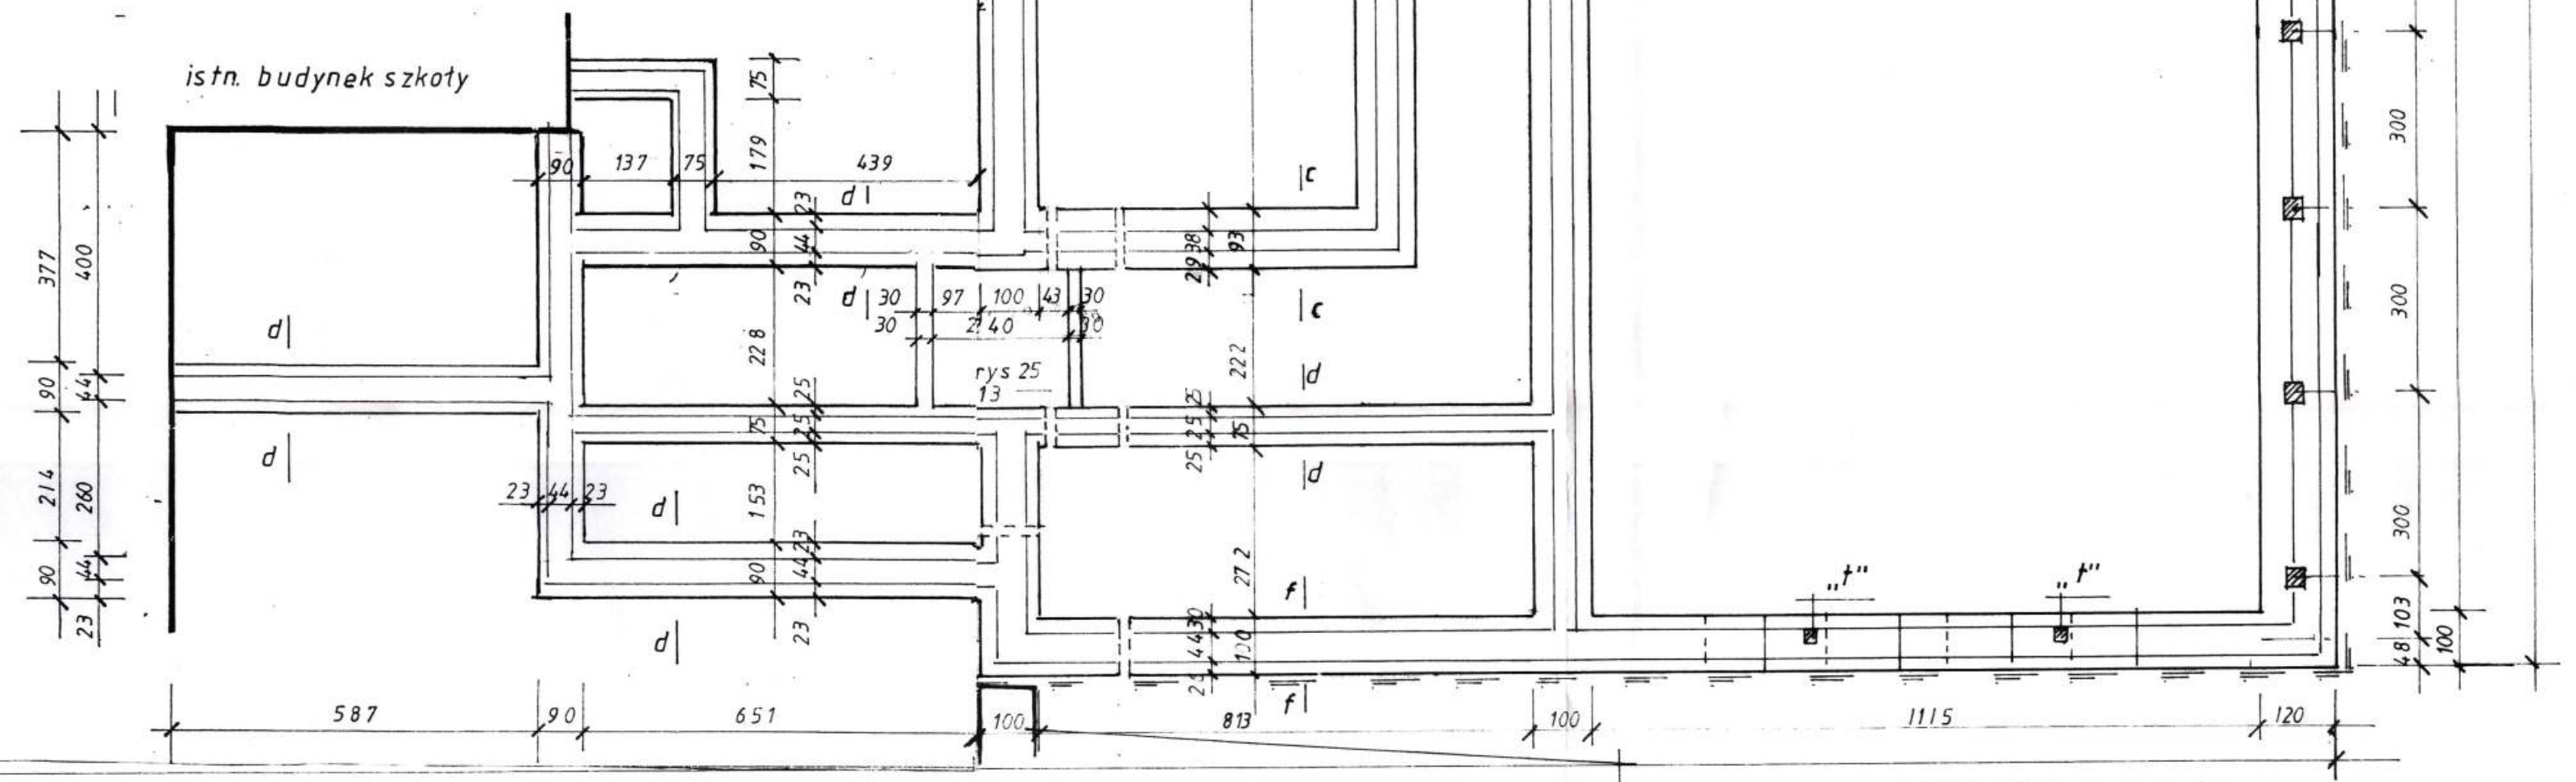 istn. budynek szkoły
75
179
90 137 75 439
23
d
c
300
90
44
23
38
93
29
377
400
d
d
30 97 100 43 30
30 2,40 30
c
300
228
222
rys 25
13
d
90
44
25
75
25
25
25
25
75
25
d
d
214
260
23 44 23
d
153
300
272
90
44
23
23
90
44
23
f
„t"
„t"
30
44
100
103
48
100
d
f
587 90 651 100 813 100 1115 120